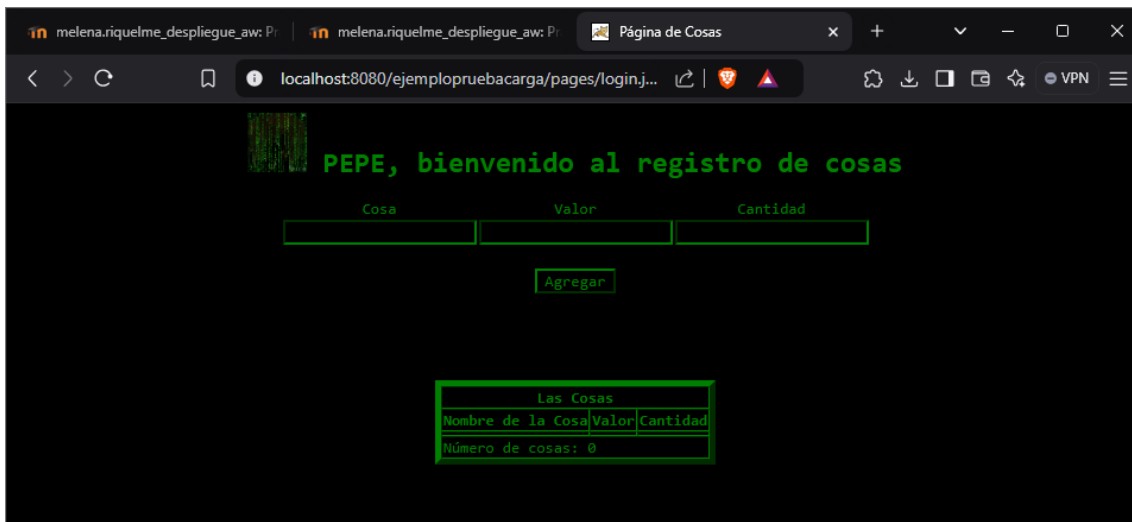 melena.riquelme_despliegue_aw: Pr
melena.riquelme_despliegue_aw: Pr
Página de Cosas
localhost:8080/ejemplopruebacarga/pages/login.j...
VPN
PEPE, bienvenido al registro de cosas
Cosa Valor Cantidad
Agregar
Las Cosas
Nombre de la Cosa Valor Cantidad
Número de cosas: 0